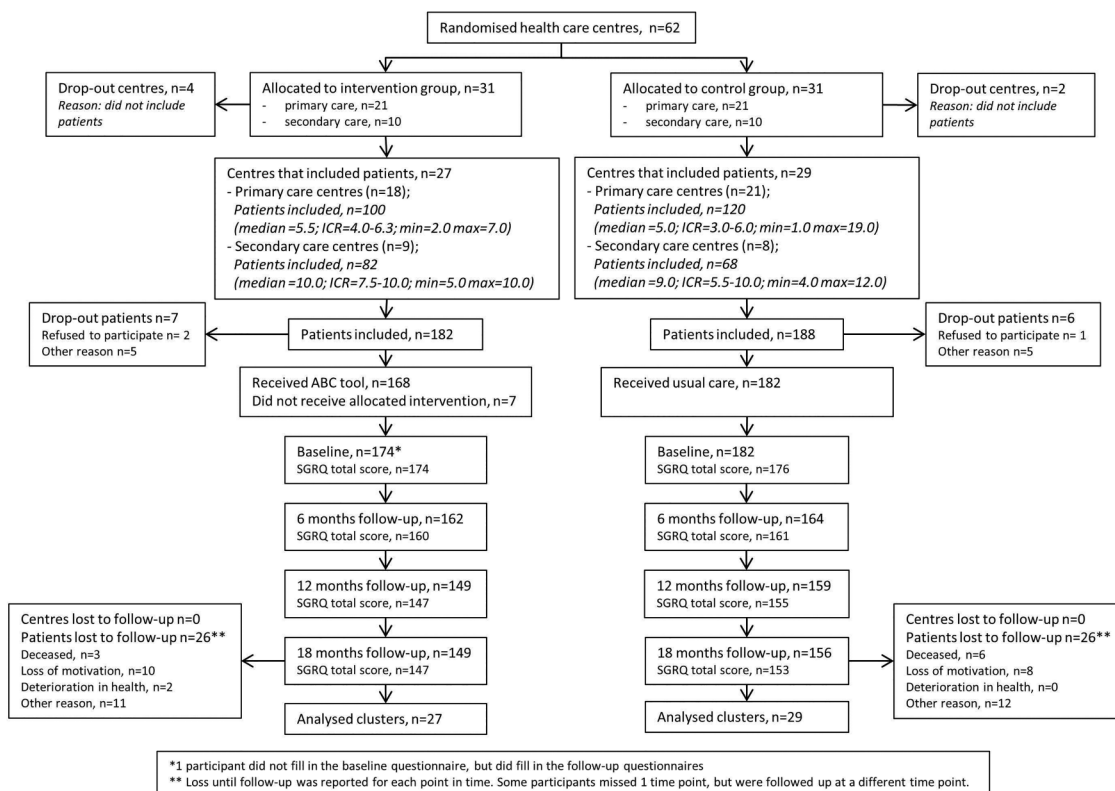 Randomised health care centres, n=62
Drop-out centres, n=4
Reason: did not include
patients
Allocated to intervention group, n=31
- primary care, n=21
- secondary care, n=10
Allocated to control group, n=31
- primary care, n=21
- secondary care, n=10
Drop-out centres, n=2
Reason: did not include
patients
Centres that included patients, n=27
- Primary care centres (n=18);
Patients included, n=100
(median =5.5; ICR=4.0-6.3; min=2.0 max=7.0)
- Secondary care centres (n=9);
Patients included, n=82
(median =10.0; ICR=7.5-10.0; min=5.0 max=10.0)
Centres that included patients, n=29
- Primary care centres (n=21);
Patients included, n=120
(median =5.0; ICR=3.0-6.0; min=1.0 max=19.0)
- Secondary care centres (n=8);
Patients included, n=68
(median =9.0; ICR=5.5-10.0; min=4.0 max=12.0)
Drop-out patients n=7
Refused to participate n= 2
Other reason n=5
Patients included, n=182
Patients included, n=188
Drop-out patients n=6
Refused to participate n= 1
Other reason n=5
Received ABC tool, n=168
Did not receive allocated intervention, n=7
Received usual care, n=182
Baseline, n=174*
SGRQ total score, n=174
Baseline, n=182
SGRQ total score, n=176
6 months follow-up, n=162
SGRQ total score, n=160
6 months follow-up, n=164
SGRQ total score, n=161
12 months follow-up, n=149
SGRQ total score, n=147
12 months follow-up, n=159
SGRQ total score, n=155
Centres lost to follow-up n=0
Patients lost to follow-up n=26**
Deceased, n=3
Loss of motivation, n=10
Deterioration in health, n=2
Other reason, n=11
18 months follow-up, n=149
SGRQ total score, n=147
18 months follow-up, n=156
SGRQ total score, n=153
Centres lost to follow-up n=0
Patients lost to follow-up n=26**
Deceased, n=6
Loss of motivation, n=8
Deterioration in health, n=0
Other reason, n=12
Analysed clusters, n=27
Analysed clusters, n=29
*1 participant did not fill in the baseline questionnaire, but did fill in the follow-up questionnaires
** Loss until follow-up was reported for each point in time. Some participants missed 1 time point, but were followed up at a different time point.